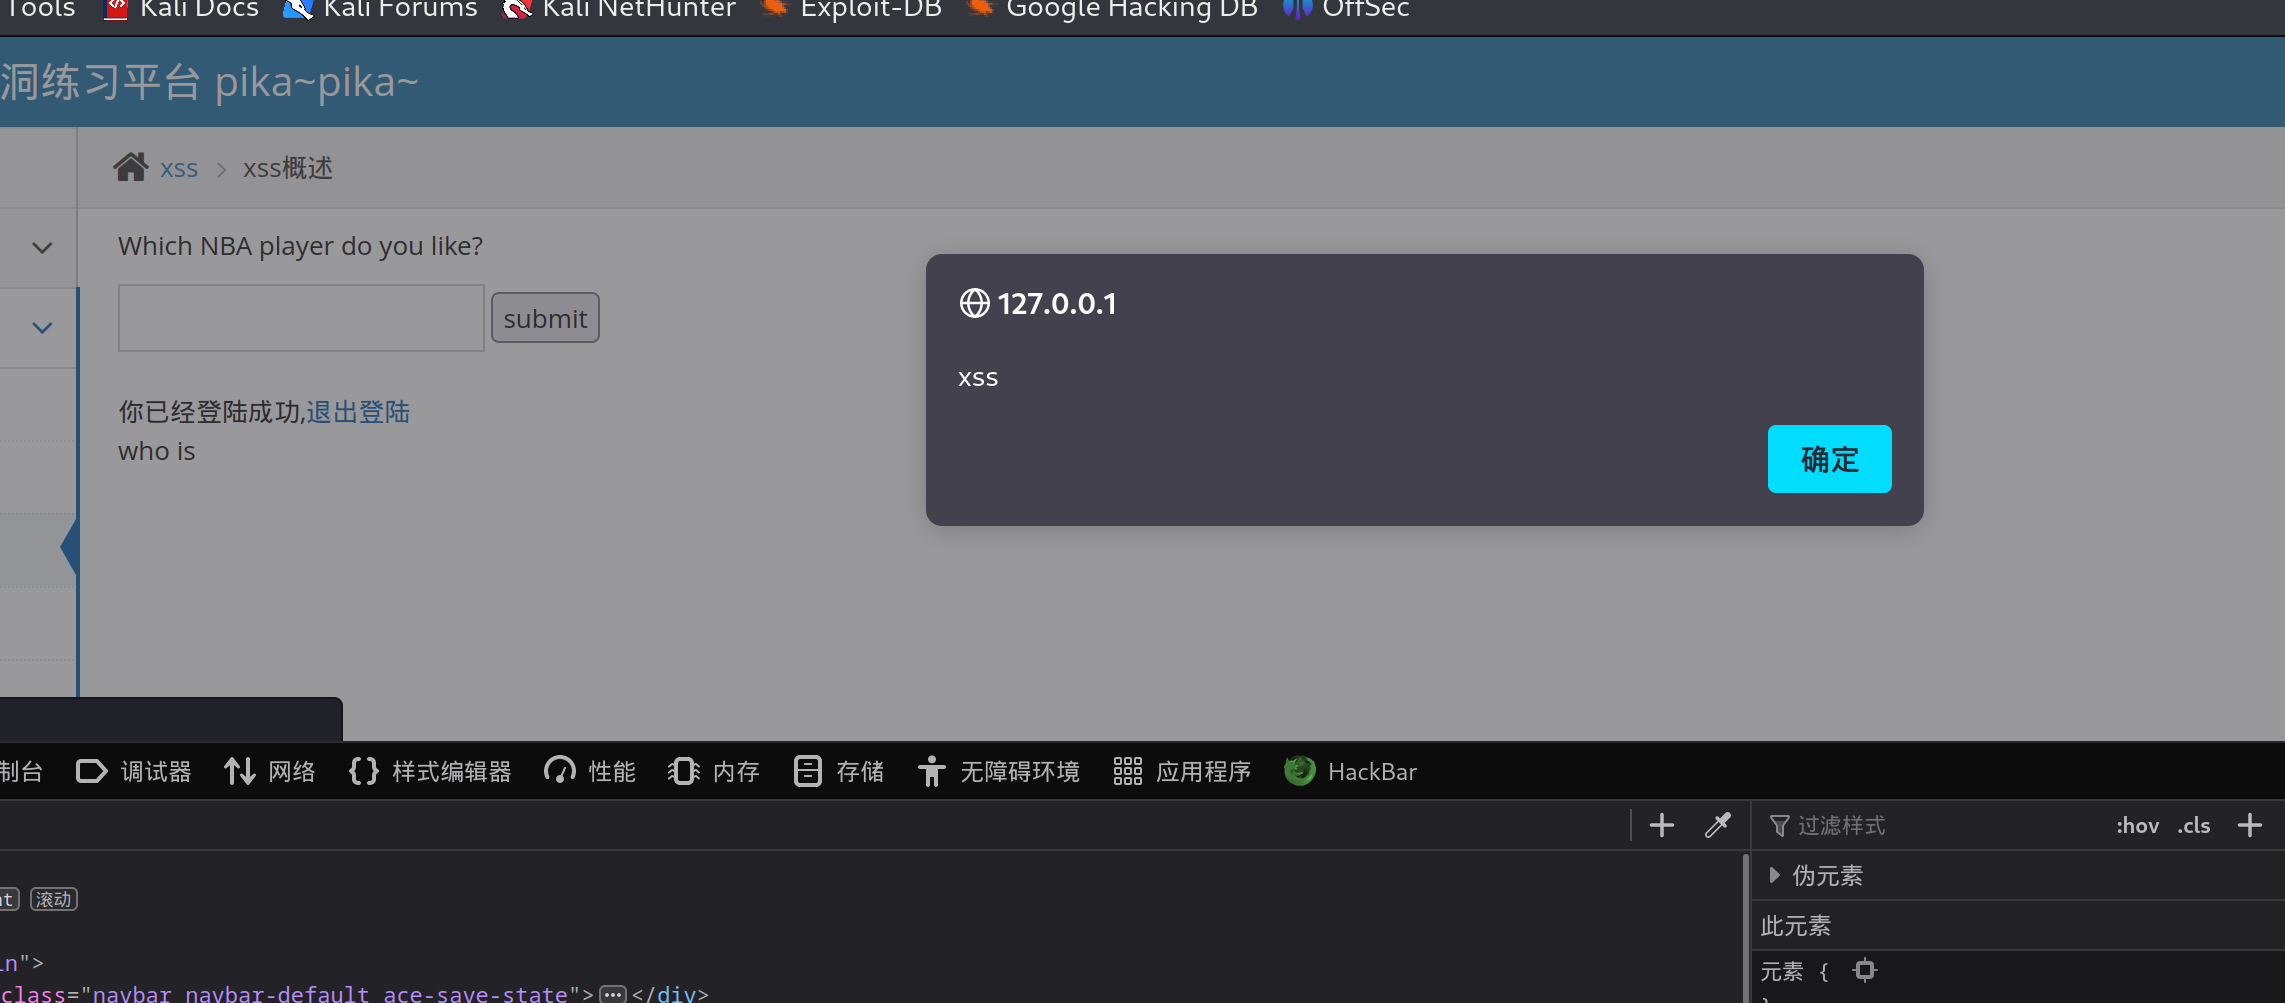 Tools Kali Docs Kali Forums Kali NetHunter Exploit-DB Google Hacking DB OffSec
洞练习平台 pika~pika~
xss > xss概述
Which NBA player do you like?
submit
你已经登陆成功,退出登陆
who is
127.0.0.1
xss
确定
制台 调试器 网络 {} 样式编辑器 性能 内存 存储 无障碍环境 应用程序 HackBar
过滤样式 :hov .cls +
伪元素
滚动
此元素
in">
元素 {
class="navbar navbar-default ace-save-state">⋯</div>
}